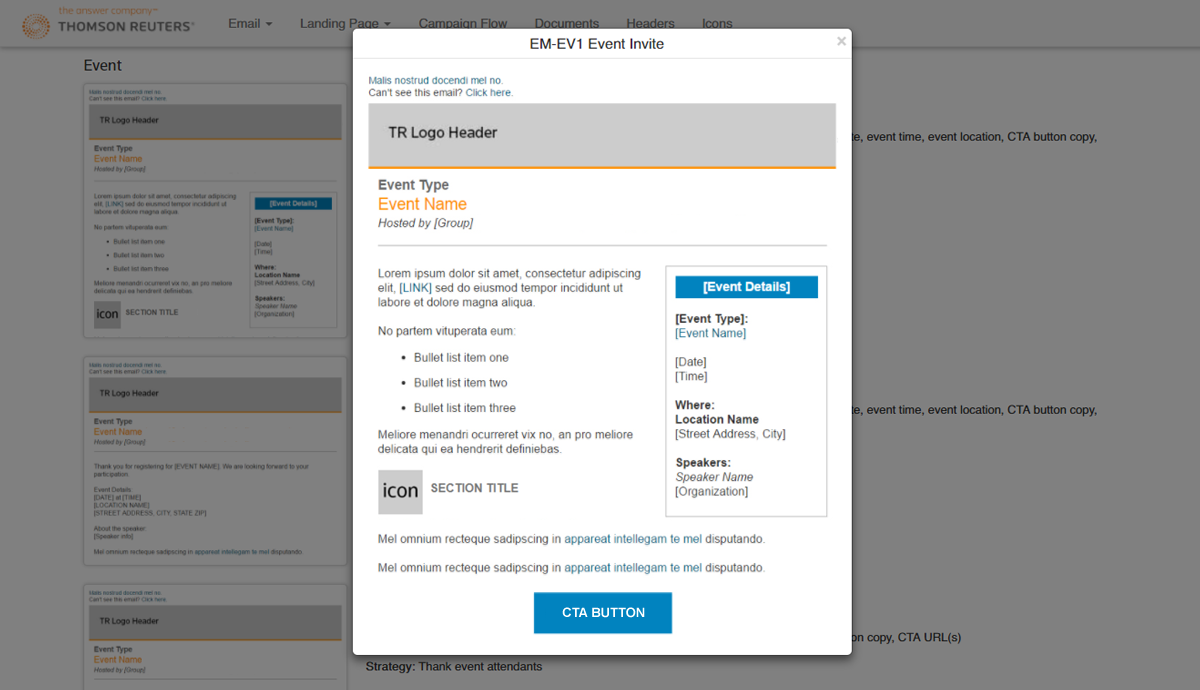 the answer company™
THOMSON REUTERS®
Email
Landing Page
Campaign Flow
Documents
Headers
Icons
Event
Malis nostrud docendi mel no.
Can't see this email? Click here.
TR Logo Header
Event Type
Event Name
Hosted by [Group]
Lorem ipsum dolor sit amet, consectetur adipiscing
elit, [LINK] sed do eiusmod tempor incididunt ut
labore et dolore magna aliqua.
No partem vituperata eum:
• Bullet list item one
• Bullet list item two
• Bullet list item three
Meliore menandri ocurreret vix no, an pro meliore
delicata qui ea hendrerit definiebas.
icon SECTION TITLE
[Event Details]
[Event Type]:
[Event Name]
[Date]
[Time]
Where:
Location Name
[Street Address, City]
Speakers:
Speaker Name
[Organization]
Malis nostrud docendi mel no.
Can't see this email? Click here.
TR Logo Header
Event Type
Event Name
Hosted by [Group]
Thank you for registering for [EVENT NAME]. We are looking forward to your
participation.
Event Details:
[DATE] at [TIME]
[LOCATION NAME]
[STREET ADDRESS, CITY, STATE ZIP]
About the speaker:
[Speaker info]
Mel omnium recteque sadipscing in appareat intellegam te mel disputando.
Malis nostrud docendi mel no.
Can't see this email? Click here.
TR Logo Header
Event Type
Event Name
Hosted by [Group]
EM-EV1 Event Invite
×
Malis nostrud docendi mel no.
Can't see this email? Click here.
TR Logo Header
Event Type
Event Name
Hosted by [Group]
Lorem ipsum dolor sit amet, consectetur adipiscing
elit, [LINK] sed do eiusmod tempor incididunt ut
labore et dolore magna aliqua.
No partem vituperata eum:
• Bullet list item one
• Bullet list item two
• Bullet list item three
Meliore menandri ocurreret vix no, an pro meliore
delicata qui ea hendrerit definiebas.
icon SECTION TITLE
[Event Details]
[Event Type]:
[Event Name]
[Date]
[Time]
Where:
Location Name
[Street Address, City]
Speakers:
Speaker Name
[Organization]
Mel omnium recteque sadipscing in appareat intellegam te mel disputando.
Mel omnium recteque sadipscing in appareat intellegam te mel disputando.
CTA BUTTON
event time, event location, CTA button copy,
event time, event location, CTA button copy,
copy, CTA URL(s)
Strategy: Thank event attendants